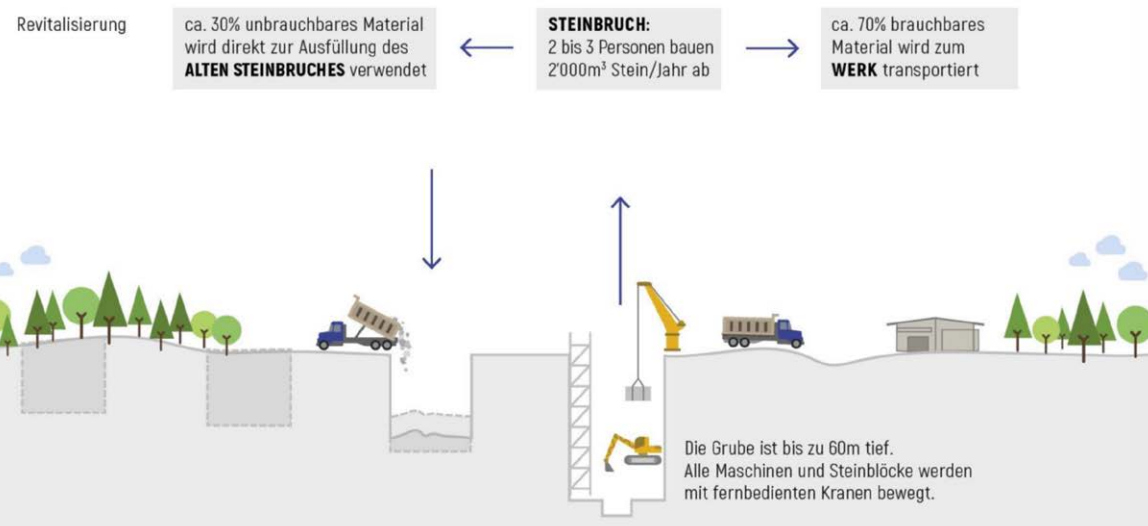 Revitalisierung
ca. 30% unbrauchbares Material
wird direkt zur Ausfüllung des
ALTEN STEINBRUCHES verwendet
STEINBRUCH:
2 bis 3 Personen bauen
2'000m³ Stein/Jahr ab
ca. 70% brauchbares
Material wird zum
WERK transportiert
Die Grube ist bis zu 60m tief.
Alle Maschinen und Steinblöcke werden
mit fernbedienten Kranen bewegt.